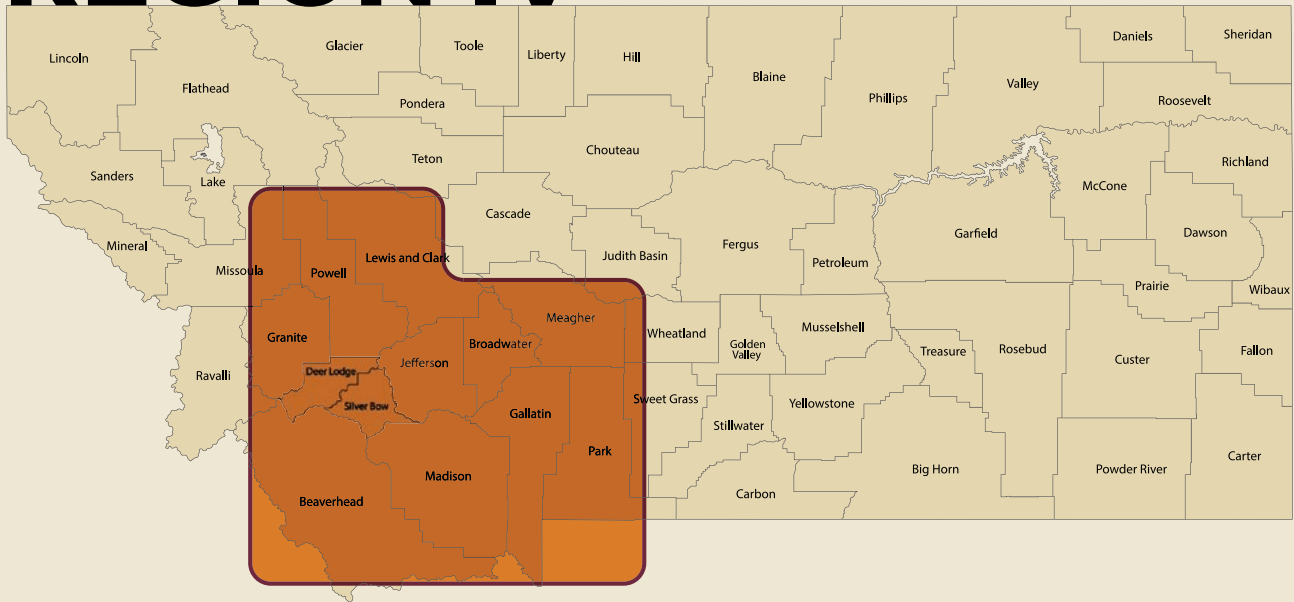 REGION IV
Lincoln
Flathead
Glacier
Toole
Liberty
Hill
Blaine
Phillips
Valley
Daniels
Sheridan
Roosevelt
Pondera
Teton
Chouteau
Sanders
Lake
Richland
McCone
Cascade
Mineral
Missoula
Powell
Lewis and Clark
Judith Basin
Fergus
Petroleum
Garfield
Dawson
Prairie
Wibaux
Granite
Meagher
Broadwater
Jefferson
Wheatland
Golden
Valley
Musselshell
Treasure
Rosebud
Custer
Fallon
Ravalli
Deer Lodge
Silver Bow
Gallatin
Sweet Grass
Stillwater
Yellowstone
Park
Madison
Beaverhead
Carbon
Big Horn
Powder River
Carter